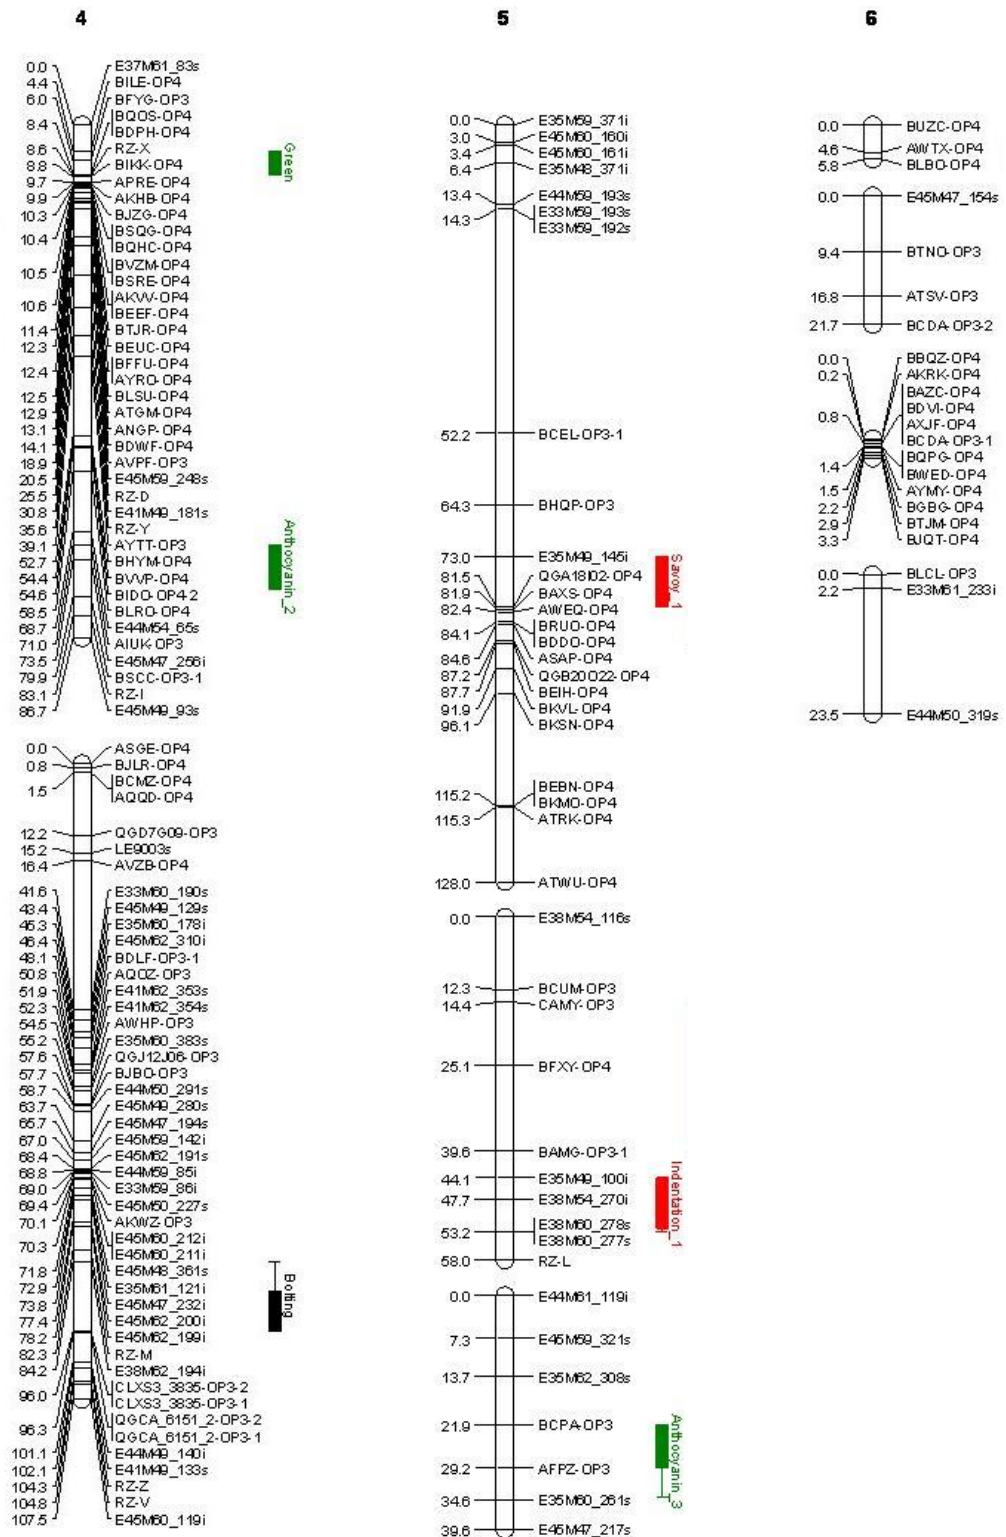 4
0.0 E37M61_83s
4.4 BILE-OP4
6.0 BFYG-OP3
8.4 BQOS-OP4
BDPH-OP4
8.6 RZ-X
8.8 BIKK-OP4
9.7 APRE-OP4
9.9 AKHB-OP4
10.3 BJZG-OP4
10.4 BSQG-OP4
BQHC-OP4
10.5 BVZM-OP4
BSRE-OP4
10.6 AKVV-OP4
BEEF-OP4
11.4 BTJR-OP4
12.3 BEUC-OP4
12.4 BFFU-OP4
AYRO-OP4
12.5 BLSU-OP4
12.9 ATGM-OP4
13.1 ANGP-OP4
14.1 BDWF-OP4
18.9 AVPF-OP3
20.5 E45M59_248s
25.5 RZ-D
30.8 E41M49_181s
35.6 RZ-Y
39.1 AYTT-OP3
52.7 BHYM-OP4
54.4 BVVP-OP4
54.6 BIDO-OP4-2
58.5 BLRO-OP4
68.7 E44M54_65s
71.0 AIUK-OP3
73.5 E45M47_256i
79.9 BSCC-OP3-1
83.1 RZ-I
86.7 E45M49_93s
Green
Anthocyanin_2
0.0 ASGE-OP4
0.8 BJLR-OP4
1.5 BCMZ-OP4
AQQD-OP4
12.2 QGD7G09-OP3
15.2 LE9003s
16.4 AVZB-OP4
41.6 E33M60_190s
43.4 E45M49_129s
45.3 E35M60_178i
46.4 E45M62_310i
48.1 BDLF-OP3-1
50.8 AQOZ-OP3
51.9 E41M62_353s
52.3 E41M62_354s
54.5 AWHP-OP3
55.2 E35M60_383s
57.6 QGJ12J06-OP3
57.7 BJBO-OP3
58.7 E44M50_291s
63.7 E45M49_280s
65.7 E45M47_194s
67.0 E45M59_142i
68.4 E45M62_191s
68.8 E44M59_85i
69.0 E33M59_86i
69.4 E45M50_227s
70.1 AKWZ-OP3
70.3 E45M60_212i
E45M60_211i
71.8 E45M48_361s
72.9 E35M61_121i
73.8 E45M47_232i
77.4 E45M62_200i
78.2 E45M62_199i
82.3 RZ-M
84.2 E38M62_194i
96.0 CLXS3_3835-OP3-2
CLXS3_3835-OP3-1
96.3 QGCA_6151_2-OP3-2
QGCA_6151_2-OP3-1
101.1 E44M49_140i
102.1 E41M49_133s
104.3 RZ-Z
104.8 RZ-V
107.5 E45M60_119i
Bolting
5
0.0 E35M59_371i
3.0 E45M60_160i
3.4 E45M60_161i
6.4 E35M48_371i
13.4 E44M59_193s
14.3 E33M59_193s
E33M59_192s
52.2 BCEL-OP3-1
64.3 BHQP-OP3
73.0 E35M49_145i
81.5 QGA18I02-OP4
81.9 BAXS-OP4
82.4 AWEQ-OP4
84.1 BRUO-OP4
BDDO-OP4
84.6 ASAP-OP4
87.2 QGB20O22-OP4
87.7 BEIH-OP4
91.9 BKVL-OP4
96.1 BKSN-OP4
115.2 BEBN-OP4
BKMO-OP4
115.3 ATRK-OP4
128.0 ATWU-OP4
Savoy_1
0.0 E38M54_116s
12.3 BCUM-OP3
14.4 CAMY-OP3
25.1 BFXY-OP4
39.6 BAMG-OP3-1
44.1 E35M49_100i
47.7 E38M54_270i
53.2 E38M60_278s
E38M60_277s
58.0 RZ-L
Indentation_1
0.0 E44M61_119i
7.3 E45M59_321s
13.7 E35M62_308s
21.9 BCPA-OP3
29.2 AFPZ-OP3
34.6 E35M60_261s
39.6 E45M47_217s
Anthocyanin_3
6
0.0 BUZC-OP4
4.6 AWTX-OP4
5.8 BLBO-OP4
0.0 E45M47_154s
9.4 BTNO-OP3
16.8 ATSV-OP3
21.7 BCDA-OP3-2
0.0 BBQZ-OP4
0.2 AKRK-OP4
0.8 BAZC-OP4
BDVI-OP4
AXJF-OP4
BCDA-OP3-1
1.4 BQPG-OP4
BWED-OP4
1.5 AYMY-OP4
2.2 BGBG-OP4
2.9 BTJM-OP4
3.3 BJQT-OP4
0.0 BLCL-OP3
2.2 E33M61_233i
23.5 E44M50_319s